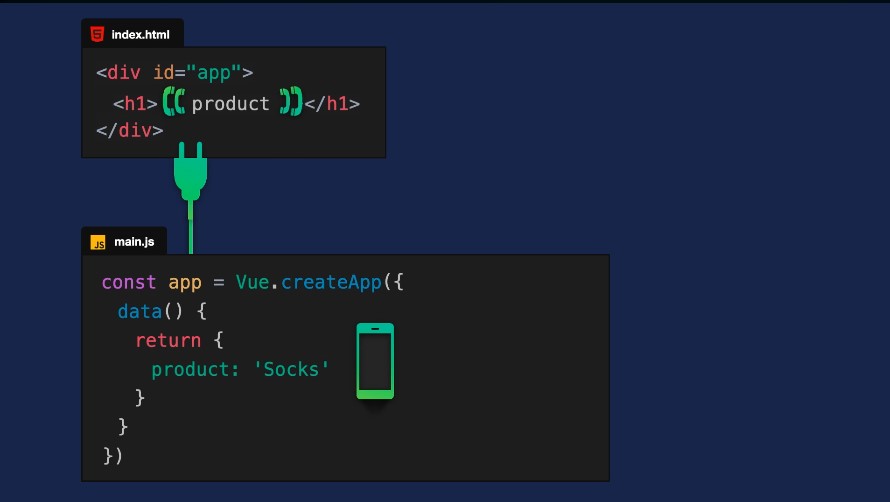 index.html
<div id="app">
<h1>{{ product }}</h1>
</div>
JS main.js
const app = Vue.createApp({
data() {
return {
product: 'Socks'
}
}
})